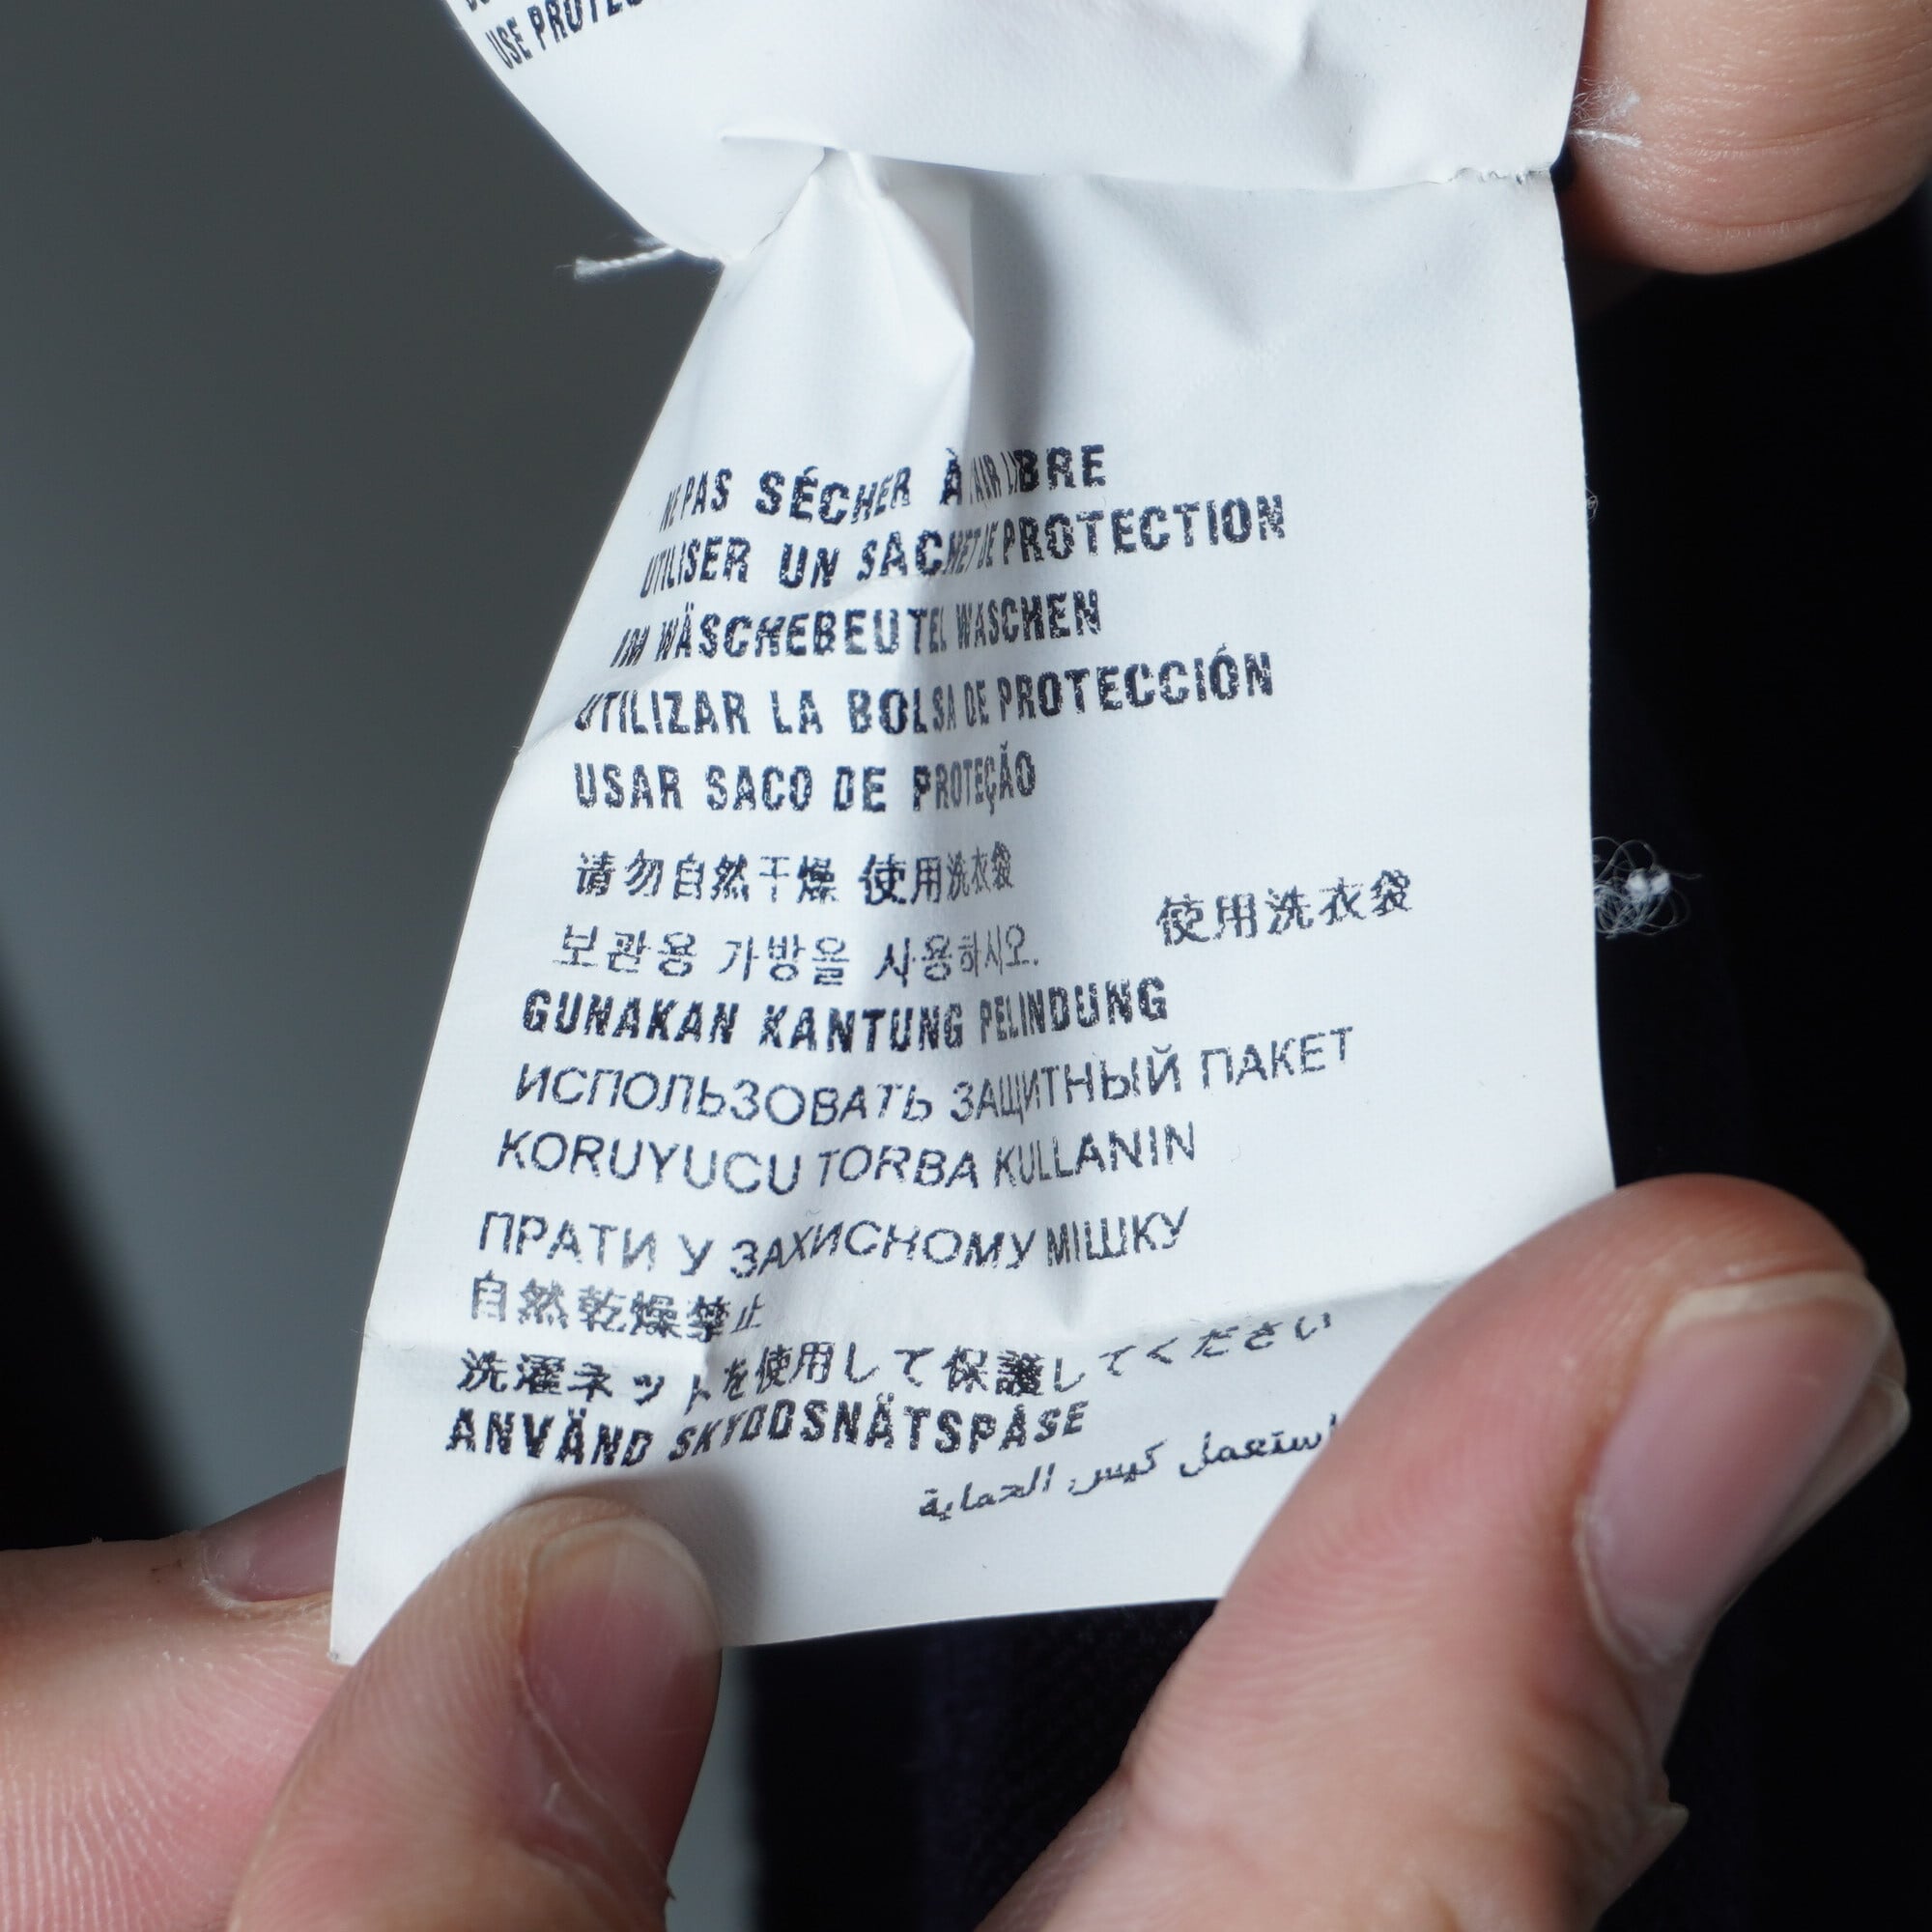 USE PROTEC
NE PAS SÉCHER À L'AIR LIBRE
UTILISER UN SACHET DE PROTECTION
IM WÄSCHEBEUTEL WASCHEN
UTILIZAR LA BOLSA DE PROTECCIÓN
USAR SACO DE PROTEÇÃO
请勿自然干燥 使用洗衣袋
보관용 가방을 사용하시오. 使用洗衣袋
GUNAKAN KANTUNG PELINDUNG
ИСПОЛЬЗОВАТЬ ЗАЩИТНЫЙ ПАКЕТ
KORUYUCU TORBA KULLANIN
ПРАТИ У ЗАХИСНОМУ МІШКУ
自然乾燥禁止
洗濯ネットを使用して保護してください
ANVÄND SKYDDSNÄTSPÅSE
استعمل كيس الحماية